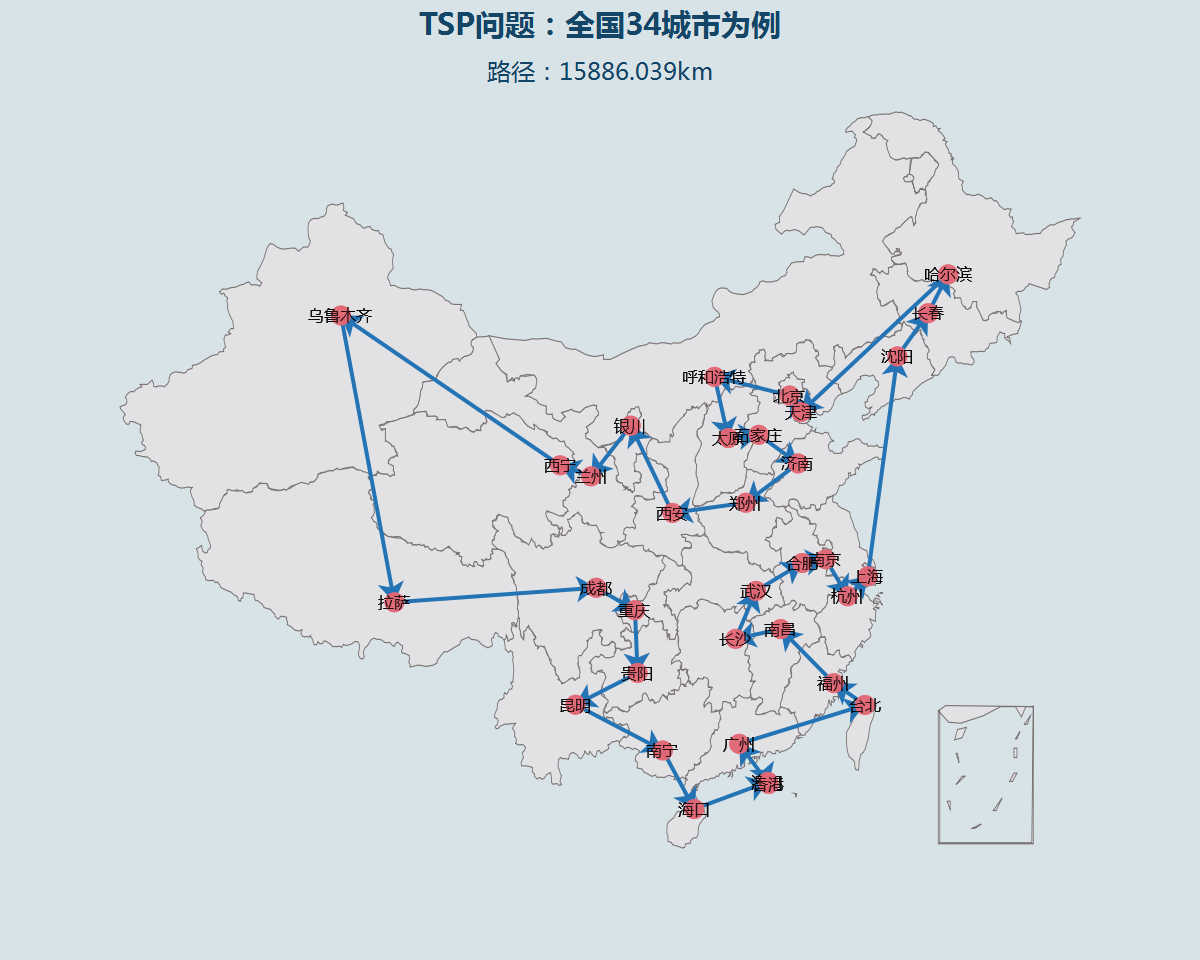 TSP问题：全国34城市为例
路径：15886.039km
哈尔滨
长春
乌鲁木齐
沈阳
呼和浩特
北京
天津
银川
太原
石家庄
西宁
兰州
济南
郑州
西安
合肥
南京
上海
成都
武汉
杭州
拉萨
重庆
南昌
长沙
贵阳
福州
昆明
台北
广州
南宁
香港
海口